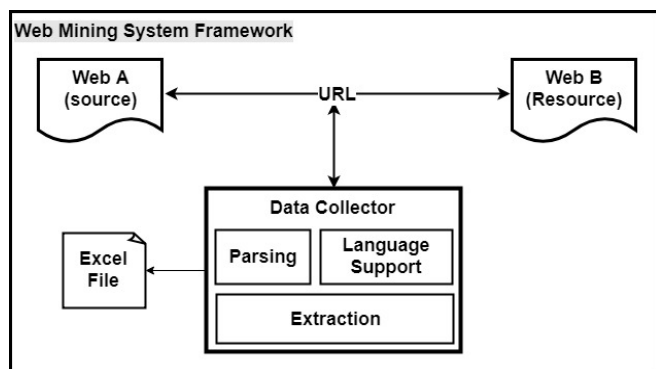 Web Mining System Framework
Web A
(source)
URL
Web B
(Resource)
Data Collector
Parsing
Language
Support
Extraction
Excel
File